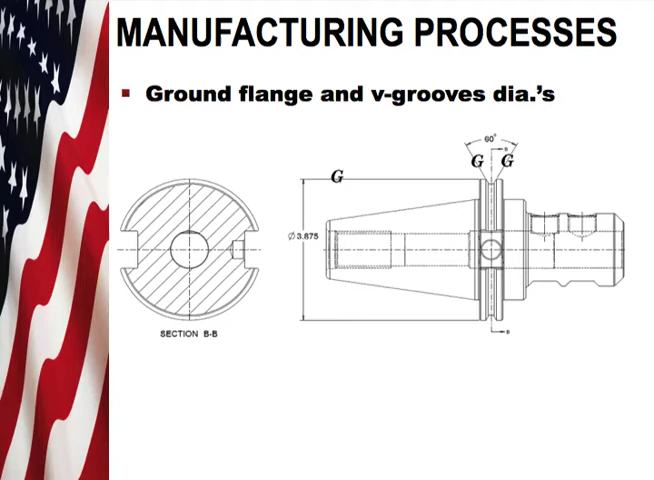 MANUFACTURING PROCESSES
Ground flange and v-grooves dia.'s
60°
B
G G
G
Ø 3.875
B
SECTION B-B